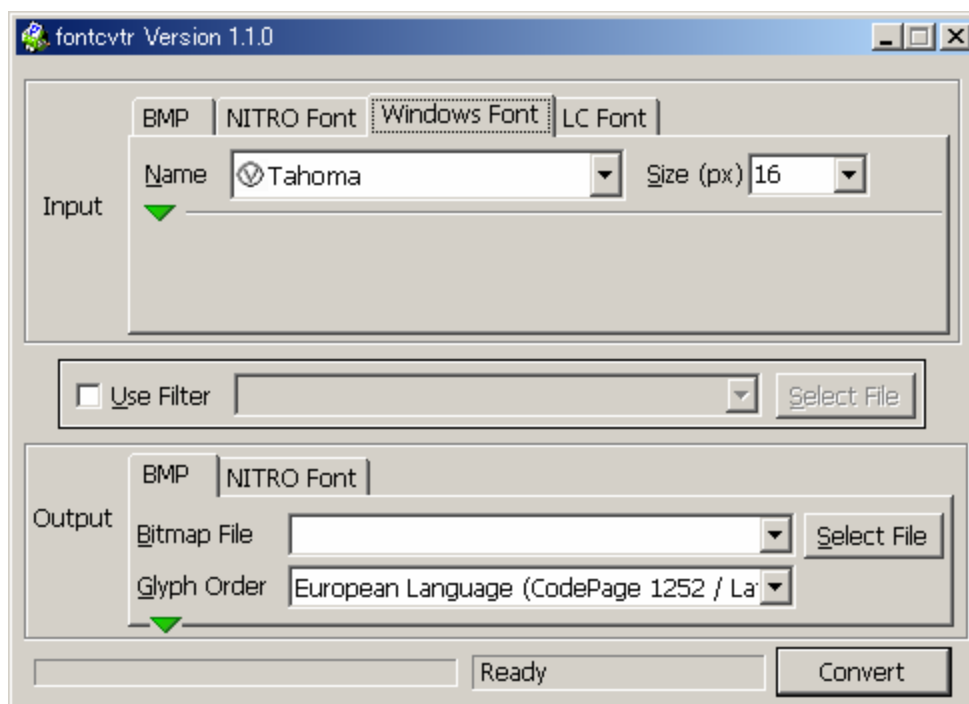 fontcvtr Version 1.1.0
BMP NITRO Font Windows Font LC Font
Name Tahoma Size (px) 16
Input
Use Filter Select File
BMP NITRO Font
Output
Bitmap File Select File
Glyph Order European Language (CodePage 1252 / La
Ready Convert